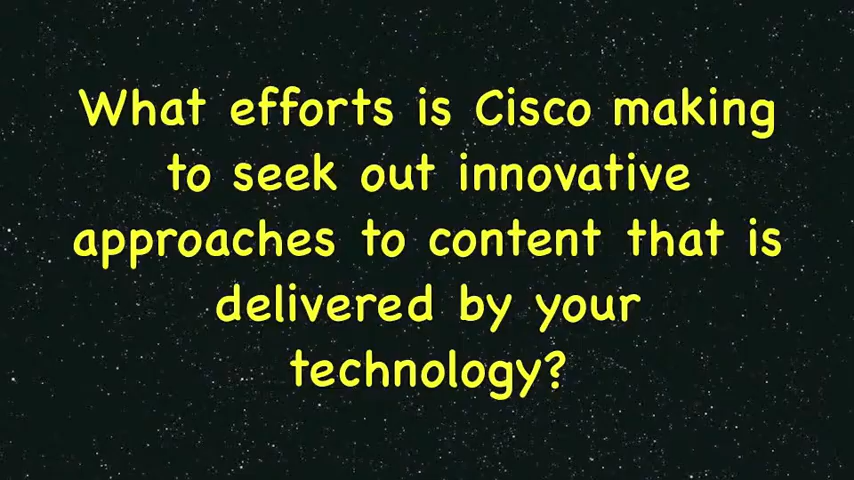 What efforts is Cisco making
to seek out innovative
approaches to content that is
delivered by your
technology?